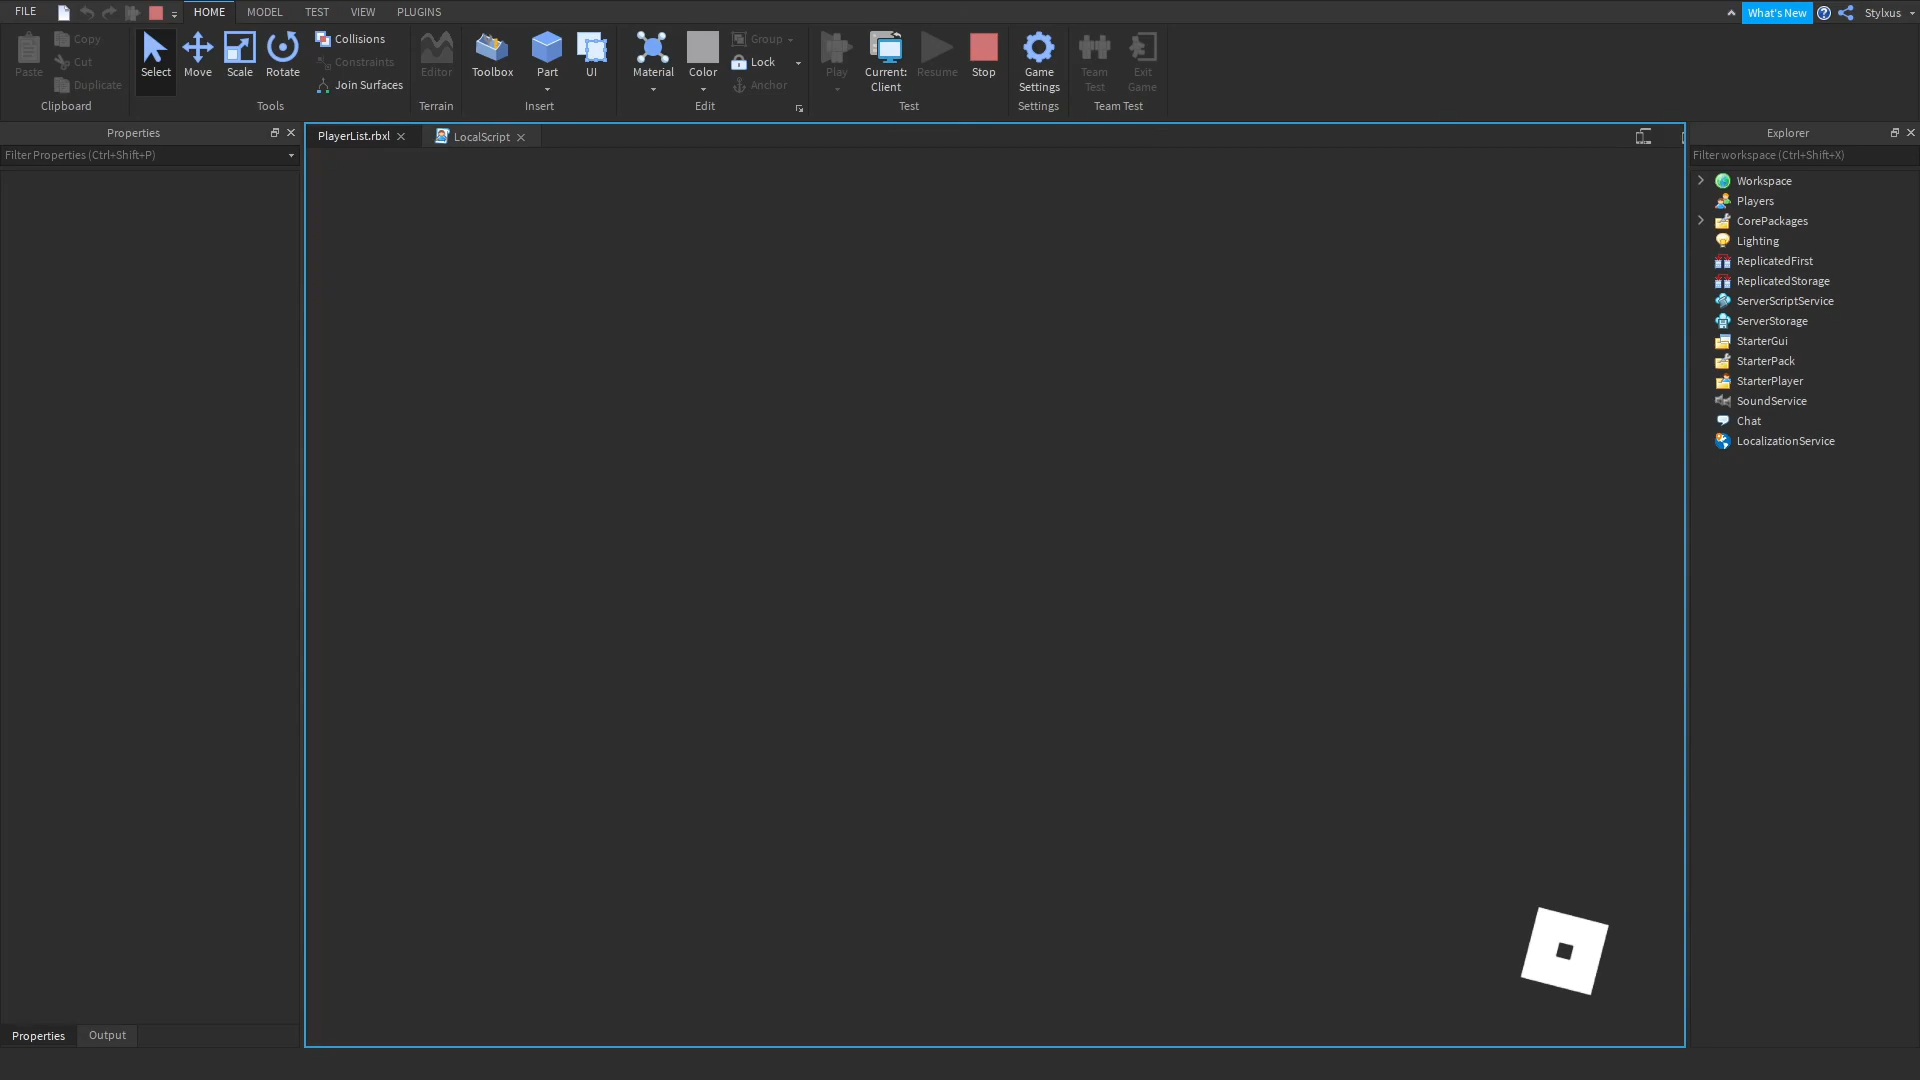 FILE
HOME
MODEL
TEST
VIEW
PLUGINS
What's New
Stylxus
Paste
Copy
Cut
Duplicate
Clipboard
Select
Move
Scale
Rotate
Collisions
Constraints
Join Surfaces
Tools
Editor
Terrain
Toolbox
Part
UI
Insert
Material
Color
Group
Lock
Anchor
Edit
Play
Current:
Client
Resume
Stop
Test
Game
Settings
Settings
Team
Test
Exit
Game
Team Test
Properties
Filter Properties (Ctrl+Shift+P)
PlayerList.rbxl
LocalScript
Explorer
Filter workspace (Ctrl+Shift+X)
Workspace
Players
CorePackages
Lighting
ReplicatedFirst
ReplicatedStorage
ServerScriptService
ServerStorage
StarterGui
StarterPack
StarterPlayer
SoundService
Chat
LocalizationService
Properties
Output